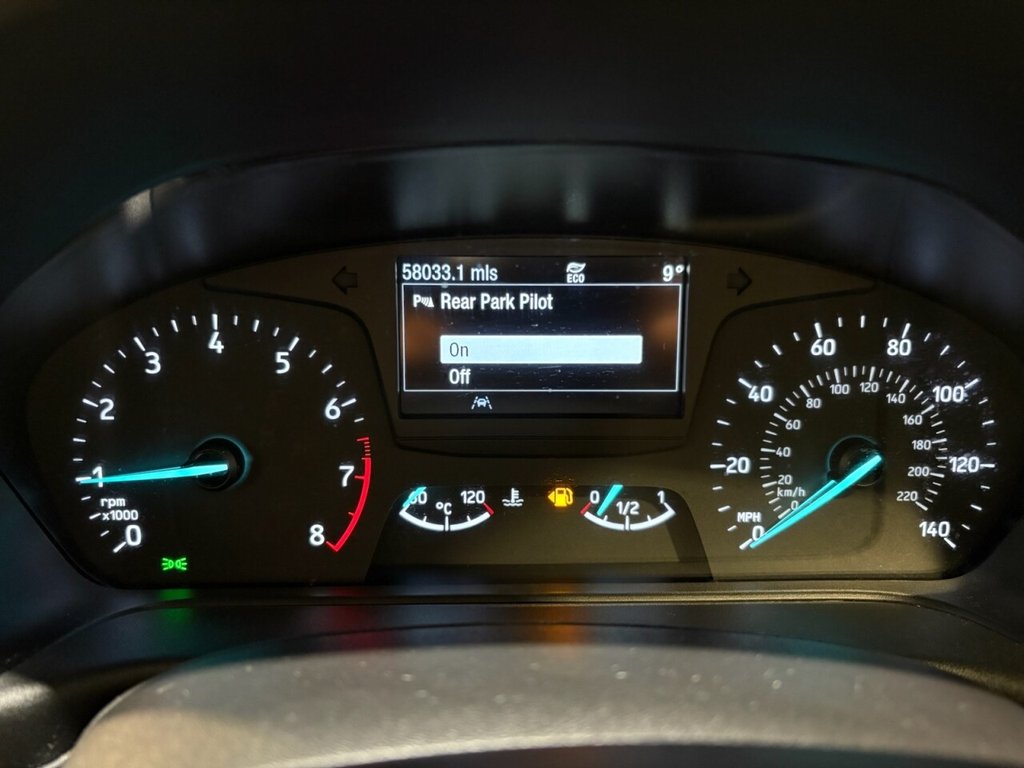 58033.1 mls ECO 9°
P Rear Park Pilot
On
Off
0 1 2 3 4 5 6 7 8
rpm
x1000
60 120
°C
0 1/2 1
0 20 40 60 80 100 120 140
MPH
0 20 40 60 80 100 120 140 160 180 200 220
km/h